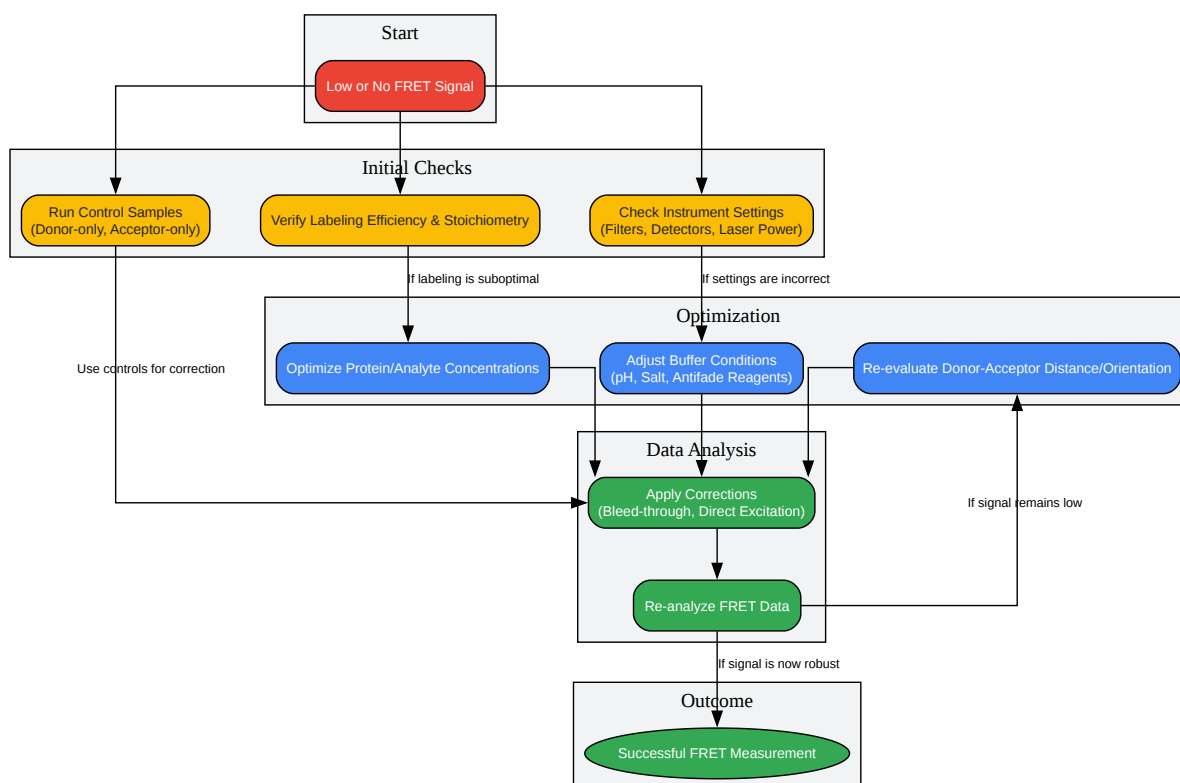 Start
Low or No FRET Signal
Initial Checks
Run Control Samples
(Donor-only, Acceptor-only)
Verify Labeling Efficiency & Stoichiometry
Check Instrument Settings
(Filters, Detectors, Laser Power)
If labeling is suboptimal
If settings are incorrect
Optimization
Optimize Protein/Analyte Concentrations
Adjust Buffer Conditions
(pH, Salt, Antifade Reagents)
Re-evaluate Donor-Acceptor Distance/Orientation
Use controls for correction
Data Analysis
Apply Corrections
(Bleed-through, Direct Excitation)
If signal remains low
Re-analyze FRET Data
If signal is now robust
Outcome
Successful FRET Measurement